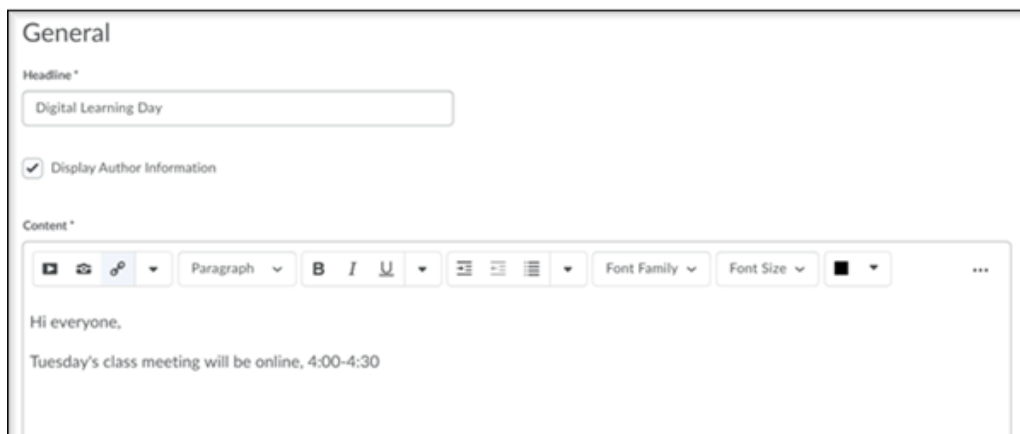 General
Headline *
Digital Learning Day
Display Author Information
Content *
Paragraph B I U Font Family Font Size ...
Hi everyone,
Tuesday's class meeting will be online, 4:00-4:30